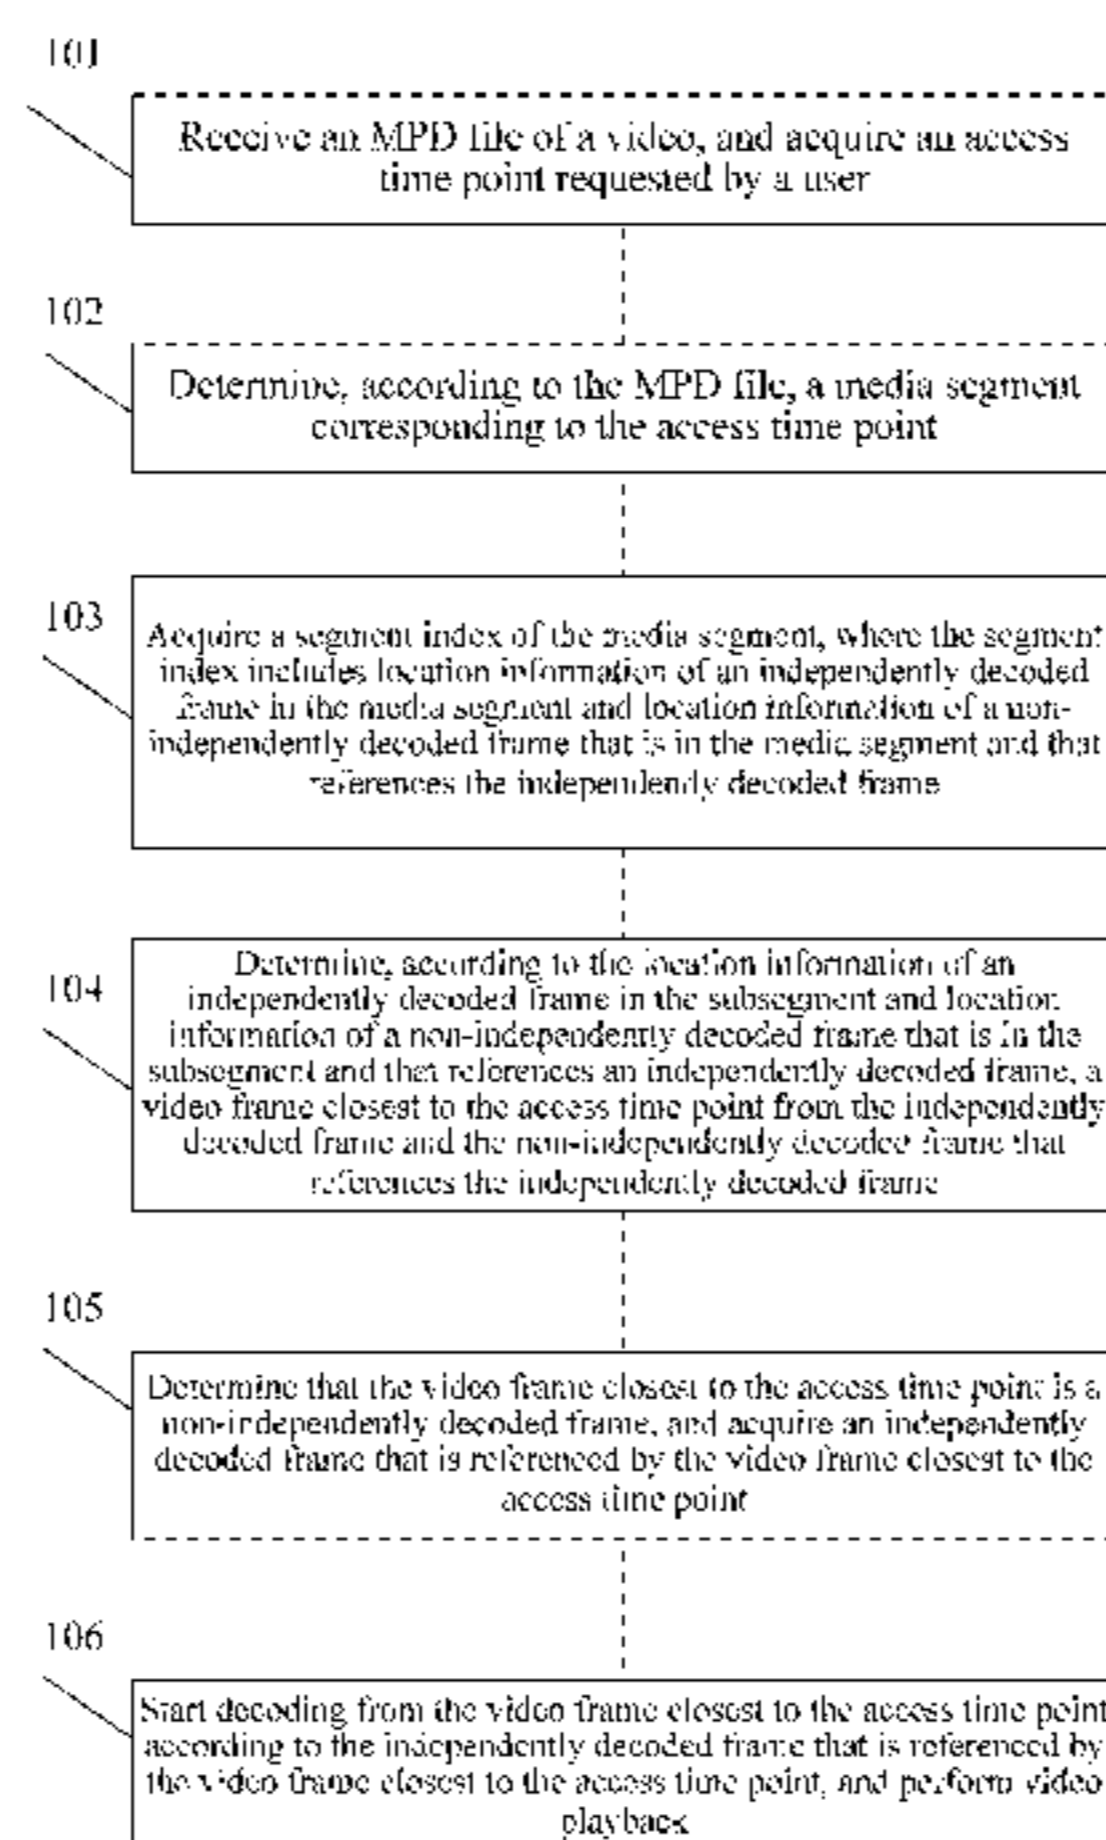 101
Receive an MPD file of a video, and acquire an access
time point requested by a user
102
Determine, according to the MPD file, a media segment
corresponding to the access time point
103
Acquire a segment index of the media segment, where the segment
index includes location information of an independently decoded
frame in the media segment and location information of a non-
independently decoded frame that is in the media segment and that
references the independently decoded frame
104
Determine, according to the location information of an
independently decoded frame in the subsegment and location
information of a non-independently decoded frame that is in the
subsegment and that references an independently decoded frame, a
video frame closest to the access time point from the independently
decoded frame and the non-independently decoded frame that
references the independently decoded frame
105
Determine that the video frame closest to the access time point is a
non-independently decoded frame, and acquire an independently
decoded frame that is referenced by the video frame closest to the
access time point
106
Start decoding from the video frame closest to the access time point
according to the independently decoded frame that is referenced by
the video frame closest to the access time point, and perform video
playback